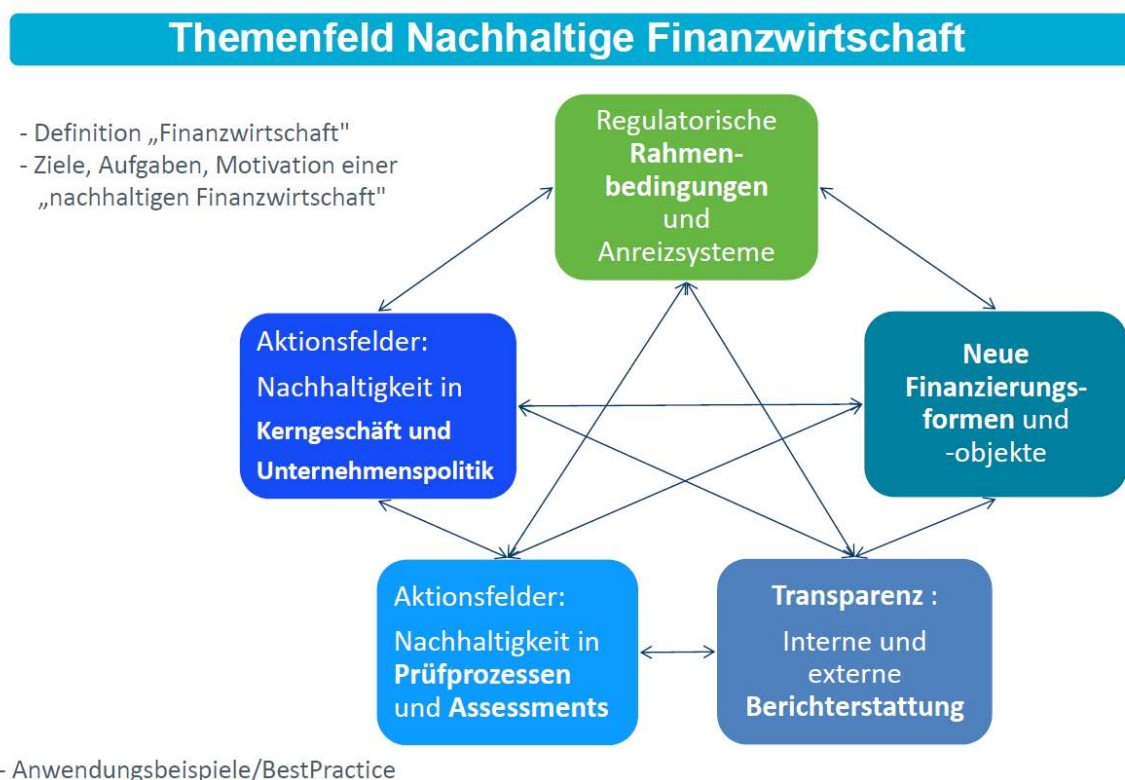 Themenfeld Nachhaltige Finanzwirtschaft
- Definition „Finanzwirtschaft"
- Ziele, Aufgaben, Motivation einer
„nachhaltigen Finanzwirtschaft"
Regulatorische
Rahmen-
bedingungen
und
Anreizsysteme
Aktionsfelder:
Nachhaltigkeit in
Kerngeschäft und
Unternehmenspolitik
Neue
Finanzierungs-
formen und
-objekte
Aktionsfelder:
Nachhaltigkeit in
Prüfprozessen
und Assessments
Transparenz :
Interne und
externe
Berichterstattung
- Anwendungsbeispiele/BestPractice